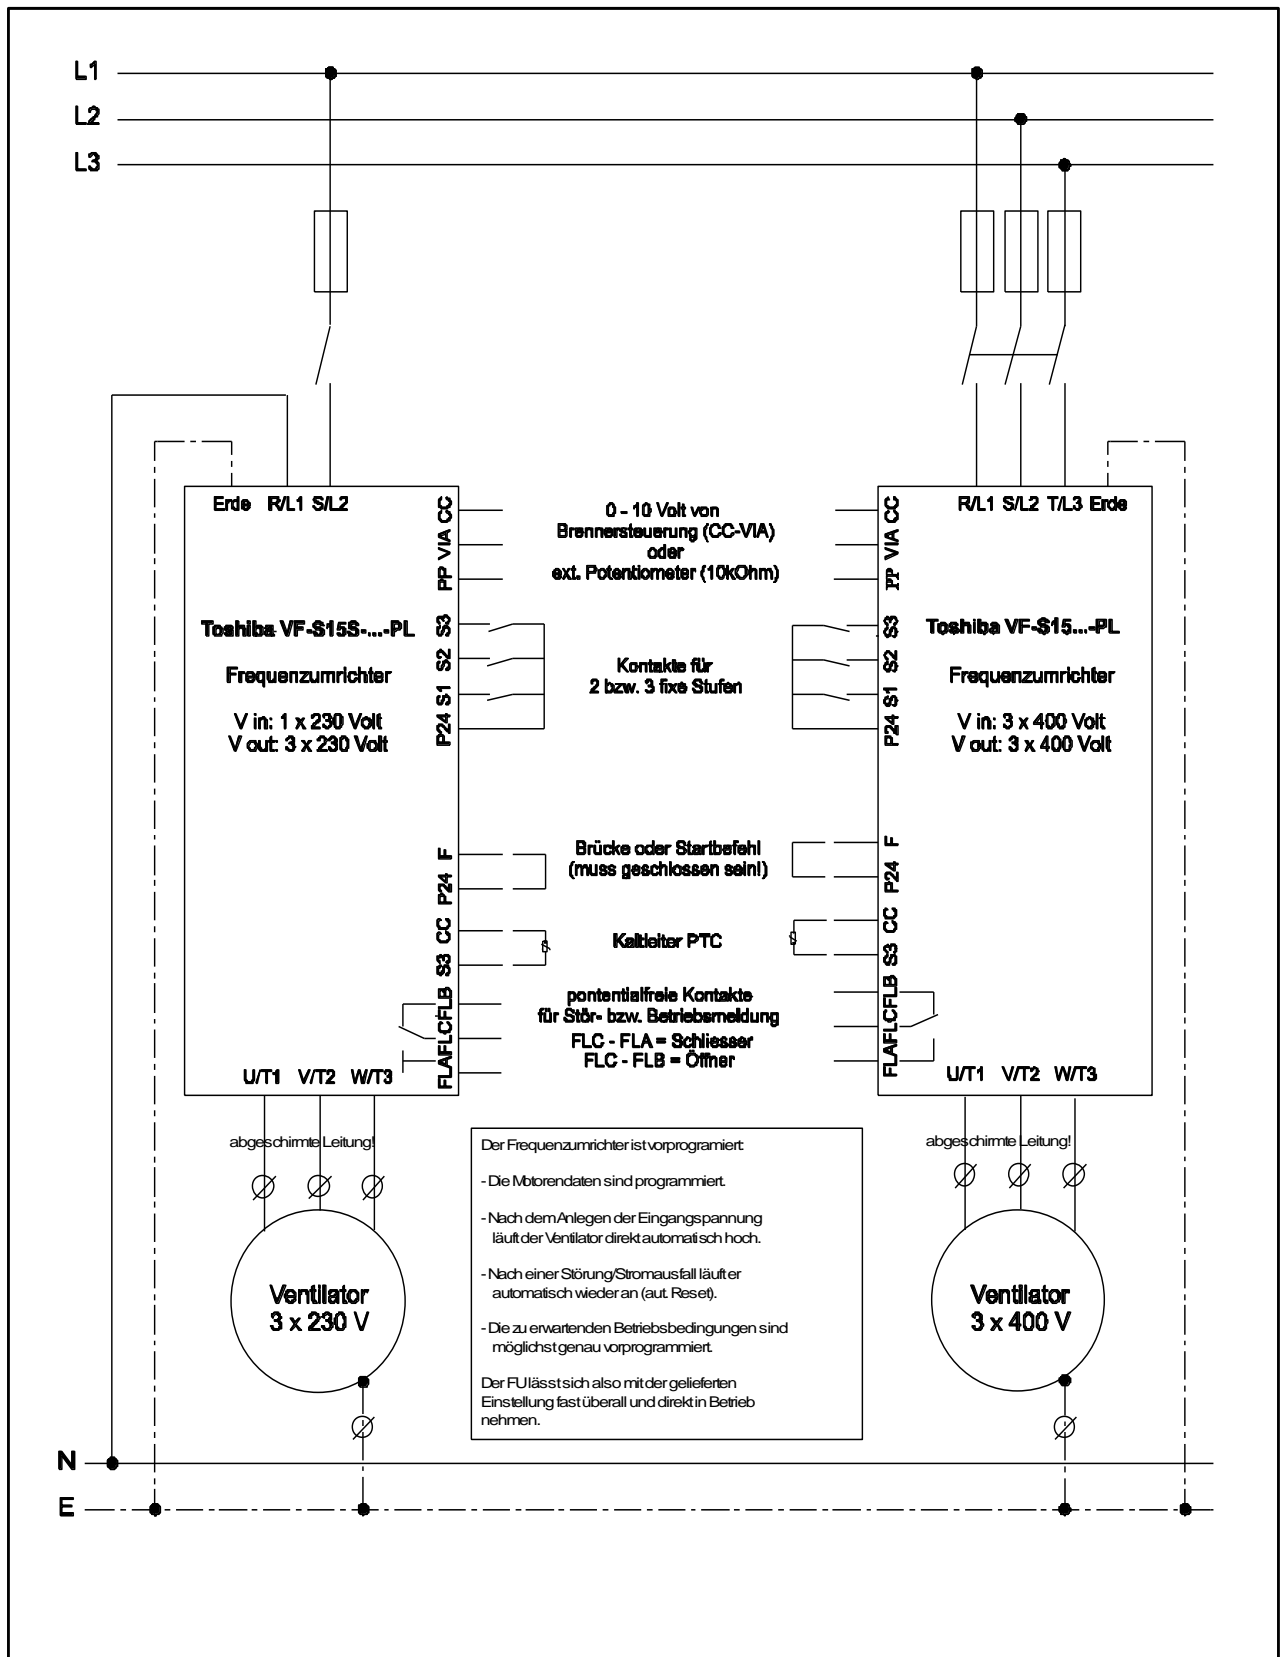 L1
L2
L3
Erde R/L1 S/L2
CC
VIA
PP
S3
S2
S1
P24
F
P24
CC
S3
FLB
FLC
FLA
Toshiba VF-S15S-...-PL
Frequenzumrichter
V in: 1 x 230 Volt
V out: 3 x 230 Volt
U/T1 V/T2 W/T3
0 - 10 Volt von
Brennersteuerung (CC-VIA)
oder
ext. Potentiometer (10kOhm)
Kontakte für
2 bzw. 3 fixe Stufen
Brücke oder Startbefehl
(muss geschlossen sein!)
Kaltleiter PTC
pontentialfreie Kontakte
für Stör- bzw. Betriebsmeldung
FLC - FLA = Schliesser
FLC - FLB = Öffner
R/L1 S/L2 T/L3 Erde
CC
VIA
PP
S3
S2
S1
P24
F
P24
CC
S3
FLB
FLC
FLA
Toshiba VF-S15...-PL
Frequenzumrichter
V in: 3 x 400 Volt
V out: 3 x 400 Volt
U/T1 V/T2 W/T3
abgeschirmte Leitung!
Ventilator
3 x 230 V
Der Frequenzumrichter ist vorprogramiert:
- Die Motorendaten sind programmiert.
- Nach dem Anlegen der Eingangspannung
läuft der Ventilator direkt automatisch hoch.
- Nach einer Störung/Stromausfall läuft er
automatisch wieder an (aut. Reset).
- Die zu erwartenden Betriebsbedingungen sind
möglichst genau vorprogrammiert.
Der FU lässt sich also mit der gelieferten
Einstellung fast überall und direkt in Betrieb
nehmen.
abgeschirmte Leitung!
Ventilator
3 x 400 V
N
E